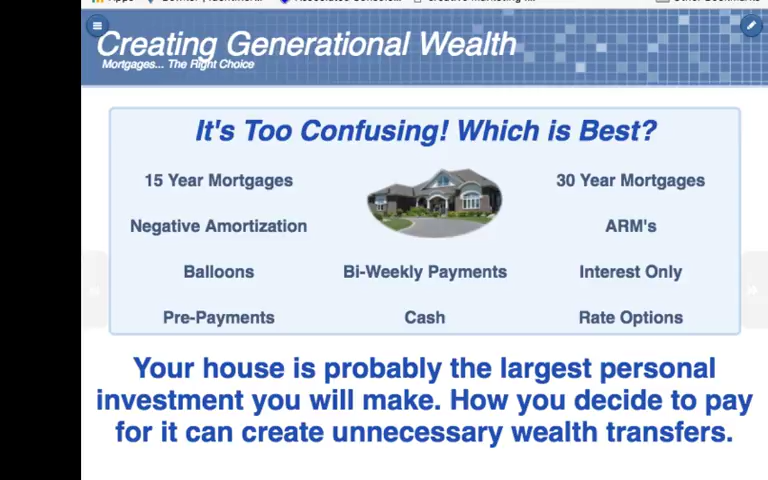 Creating Generational Wealth
Mortgages... The Right Choice
It's Too Confusing! Which is Best?
15 Year Mortgages
30 Year Mortgages
Negative Amortization
ARM's
Balloons
Bi-Weekly Payments
Interest Only
Pre-Payments
Cash
Rate Options
Your house is probably the largest personal
investment you will make. How you decide to pay
for it can create unnecessary wealth transfers.